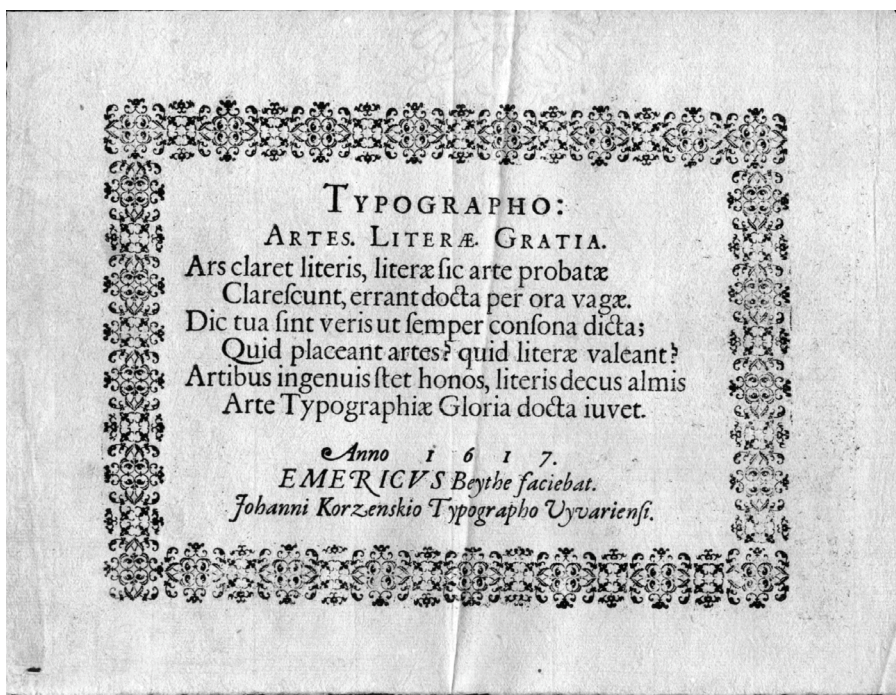 TYPOGRAPHO:
ARTES. LITERÆ. GRATIA.
Ars claret literis, literæ ſic arte probatæ
Clareſcunt, errant docta per ora vagæ.
Dic tua ſint veris ut ſemper conſona dicta;
Quid placeant artes? quid literæ valeant?
Artibus ingenuis ſtet honos, literis decus almis
Arte Typographiæ Gloria docta iuvet.
Anno 1617.
EMERICVS Beythe faciebat.
Johanni Korzenskio Typographo Uyvarienſi.